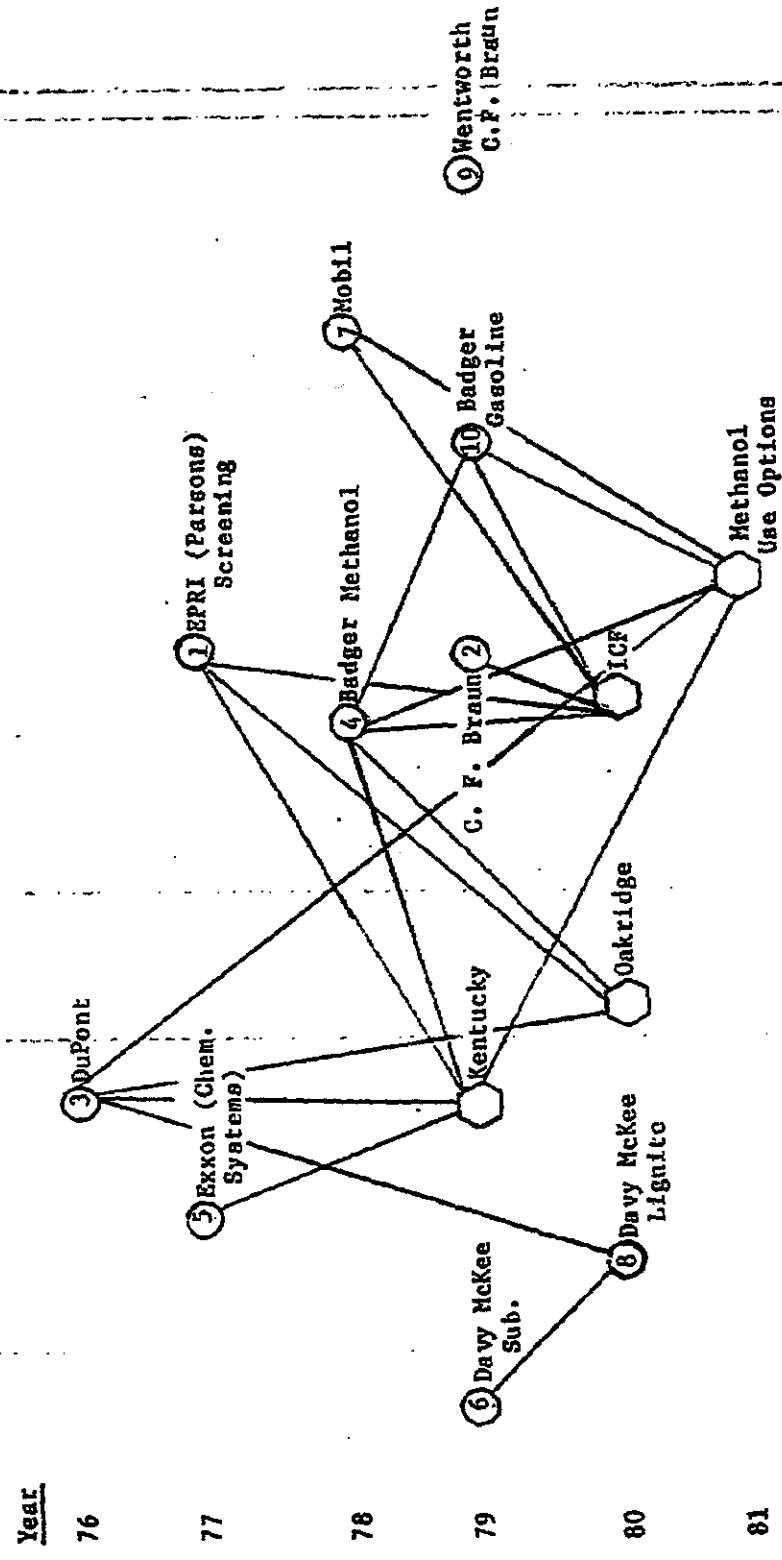 Year
76
3
DuPont
77
5
Exxon (Chem.
Systems)
1
EPRI (Parsons)
Screening
78
4
Badger Methanol
7
Mobil
79
6
Davy McKee
Sub.
Kentucky
C. F. Braun
2
10
Badger
Gasoline
9
Wentworth
C.F. Braun
80
8
Davy McKee
Lignito
Oakridge
ICF
81
Methanol
Use Options